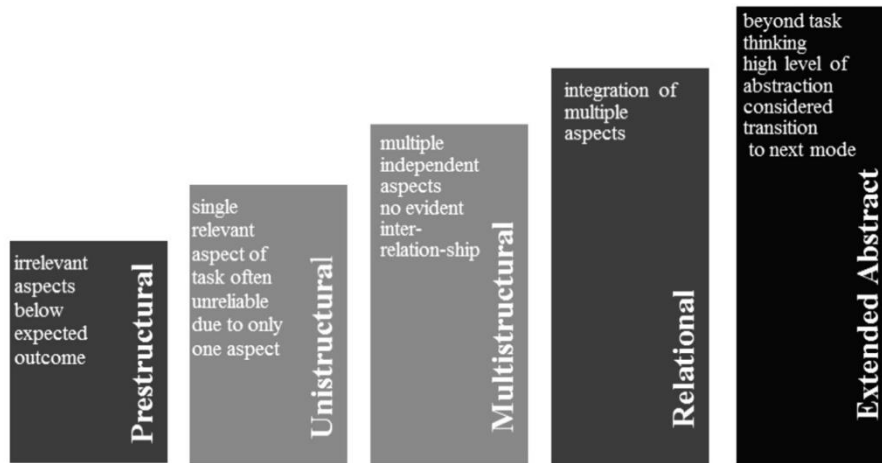 irrelevant
aspects
below
expected
outcome
Prestructural
single
relevant
aspect of
task often
unreliable
due to only
one aspect
Unistructural
multiple
independent
aspects
no evident
inter-
relation-ship
Multistructural
integration of
multiple
aspects
Relational
beyond task
thinking
high level of
abstraction
considered
transition
to next mode
Extended Abstract